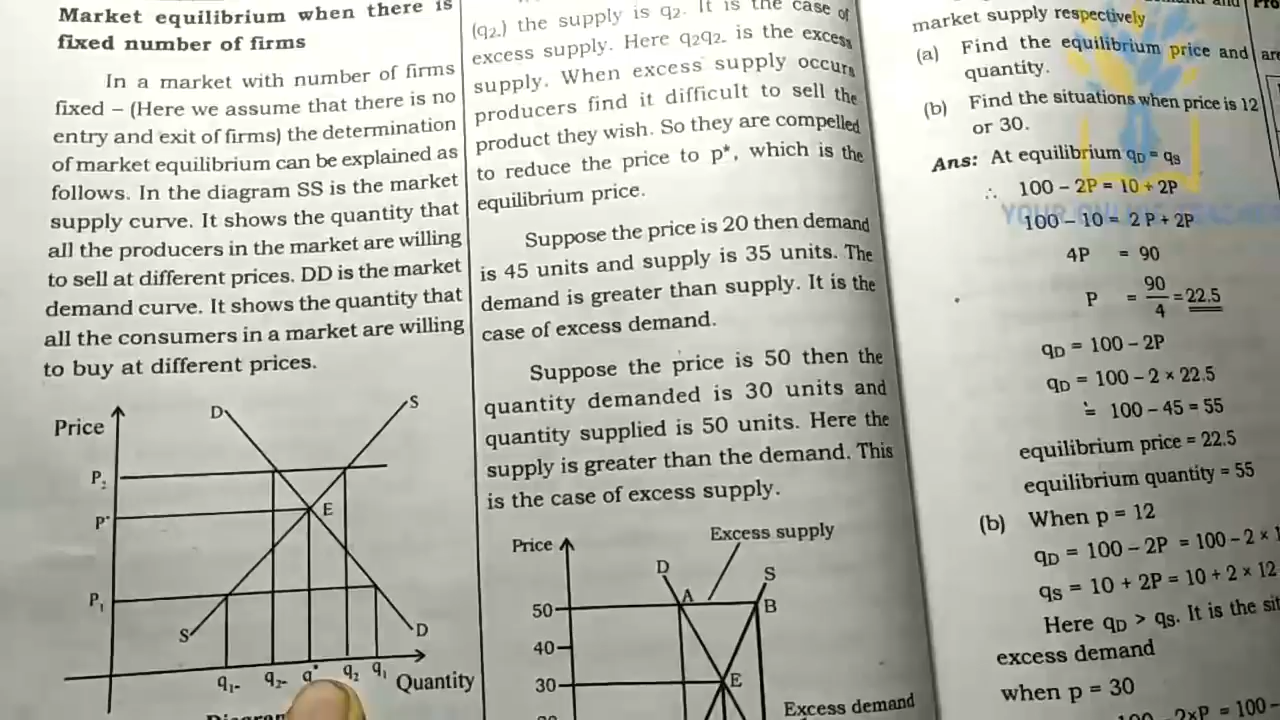 Market equilibrium when there is
fixed number of firms
In a market with number of firms
fixed – (Here we assume that there is no
entry and exit of firms) the determination
of market equilibrium can be explained as
follows. In the diagram SS is the market
supply curve. It shows the quantity that
all the producers in the market are willing
to sell at different prices. DD is the market
demand curve. It shows the quantity that
all the consumers in a market are willing
to buy at different prices.
Price
D
S
P₂
P*
E
P₁
S
D
q₁- q₂- q* q₂ q₁ Quantity
(q₂-) the supply is q₂. It is the case of
excess supply. Here q₂q₂- is the excess
supply. When excess supply occurs
producers find it difficult to sell the
product they wish. So they are compelled
to reduce the price to p*, which is the
equilibrium price.
Suppose the price is 20 then demand
is 45 units and supply is 35 units. The
demand is greater than supply. It is the
case of excess demand.
Suppose the price is 50 then the
quantity demanded is 30 units and
quantity supplied is 50 units. Here the
supply is greater than the demand. This
is the case of excess supply.
Excess supply
Price
D
S
50
A
B
40
30
E
Excess demand
market supply respectively
(a) Find the equilibrium price and
quantity.
(b) Find the situations when price is 12
or 30.
Ans: At equilibrium qD = qs
∴ 100 – 2P = 10 + 2P
100 – 10 = 2P + 2P
4P = 90
P = 90/4 = 22.5
qD = 100 – 2P
qD = 100 – 2 × 22.5
= 100 – 45 = 55
equilibrium price = 22.5
equilibrium quantity = 55
(b) When p = 12
qD = 100 – 2P = 100 – 2 ×
qs = 10 + 2P = 10 + 2 × 12
Here qD > qs. It is the
excess demand
when p = 30
YOUR ONLINE TEACHER